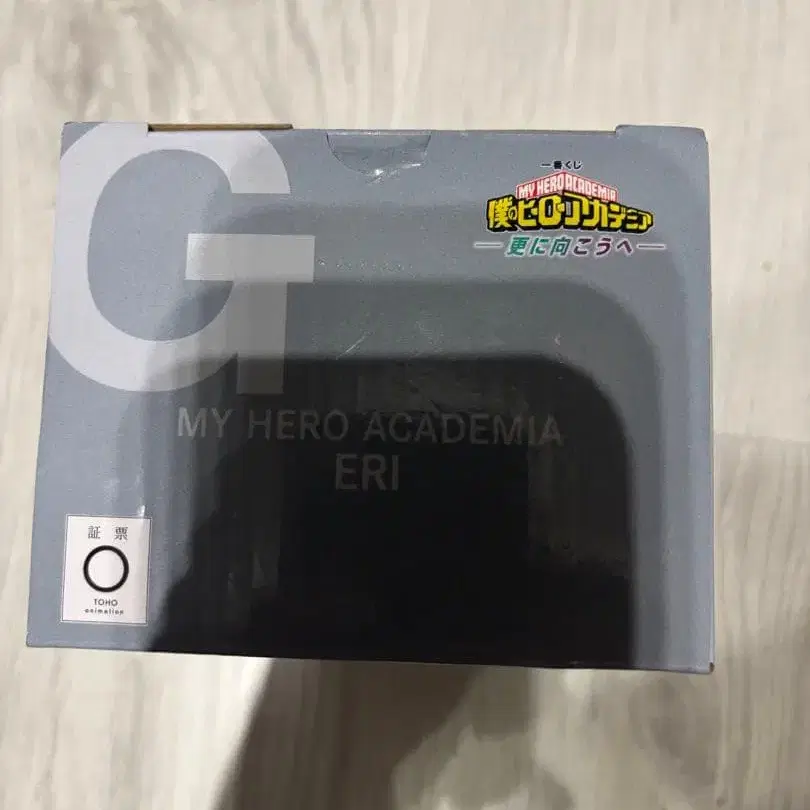 G
一番くじ
MY HERO ACADEMIA
僕のヒーローアカデミア
更に向こうへ
MY HERO ACADEMIA
ERI
証票
TOHO
animation